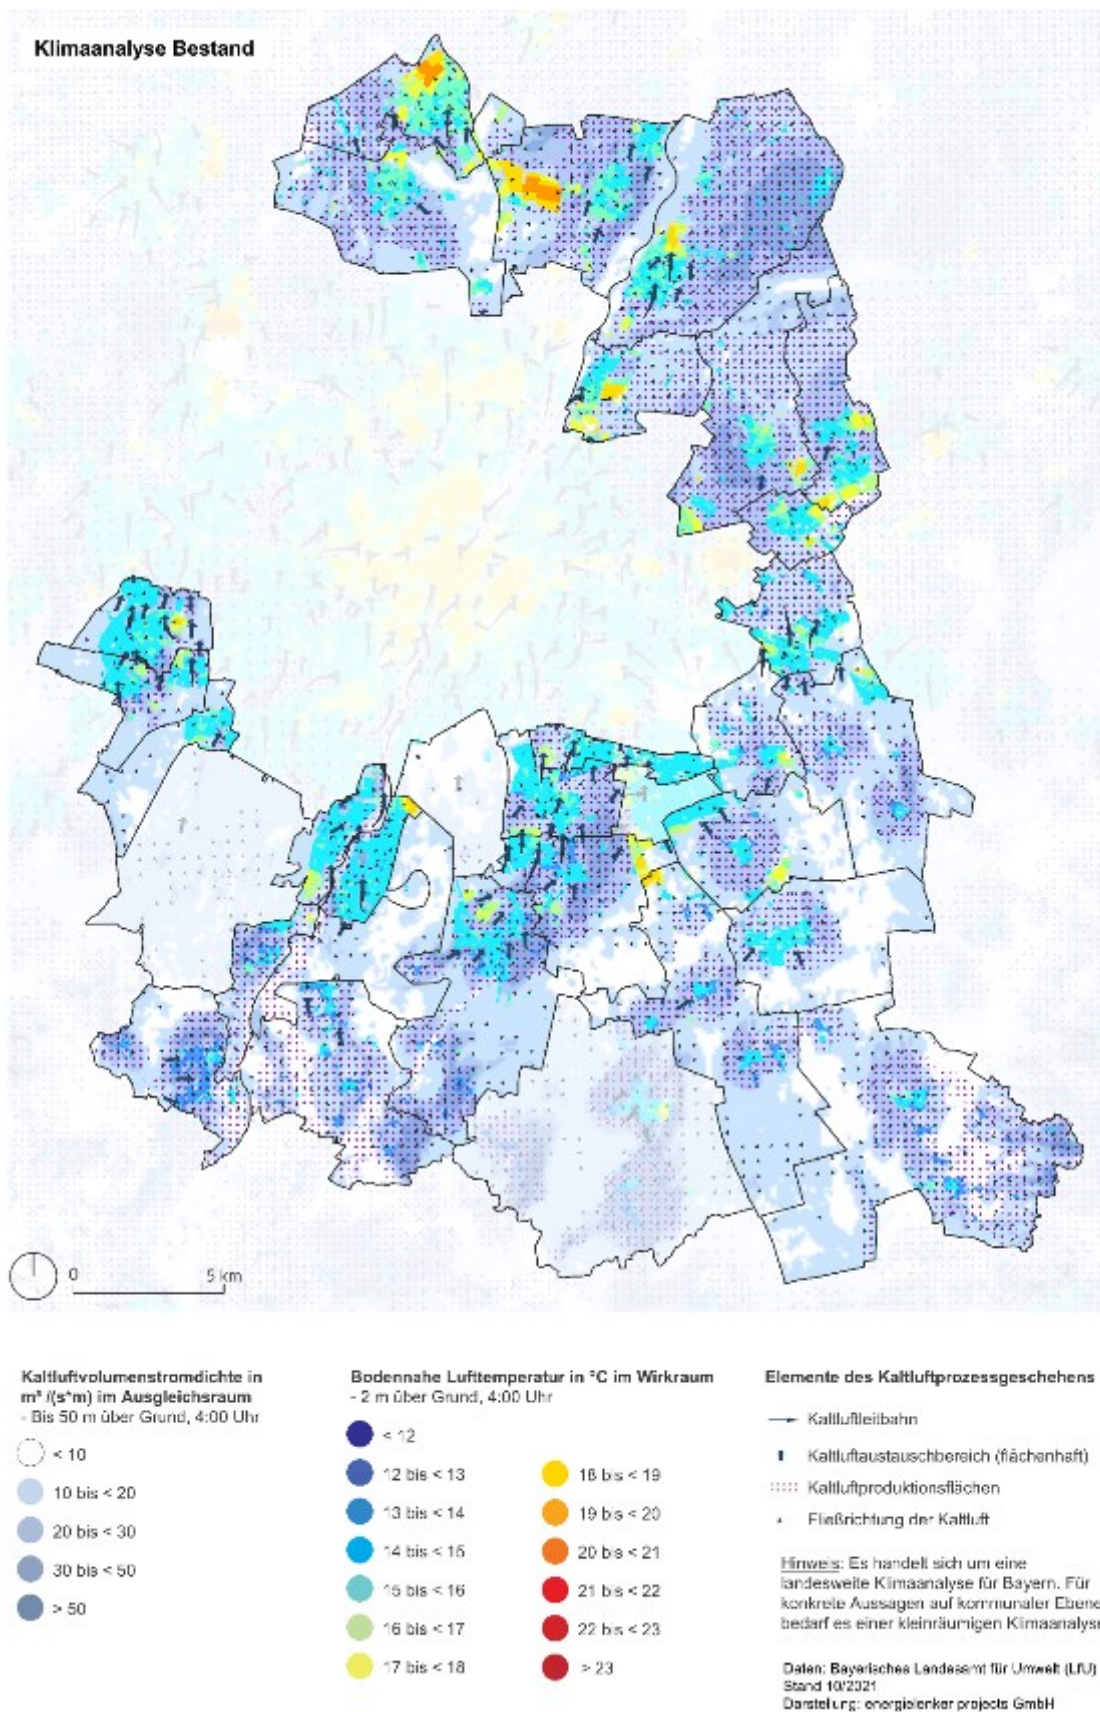 Klimaanalyse Bestand
0
5 km
Kaltluftvolumenstromdichte in
m³ /(s*m) im Ausgleichsraum
- Bis 50 m über Grund, 4:00 Uhr
< 10
10 bis < 20
20 bis < 30
30 bis < 50
> 50
Bodennahe Lufttemperatur in °C im Wirkraum
- 2 m über Grund, 4:00 Uhr
< 12
12 bis < 13
13 bis < 14
14 bis < 15
15 bis < 16
16 bis < 17
17 bis < 18
18 bis < 19
19 bis < 20
20 bis < 21
21 bis < 22
22 bis < 23
> 23
Elemente des Kaltluftprozessgeschehens
Kaltluftleitbahn
Kaltluftaustauschbereich (flächenhaft)
Kaltluftproduktionsflächen
Fließrichtung der Kaltluft
Hinweis: Es handelt sich um eine
landesweite Klimaanalyse für Bayern. Für
konkrete Aussagen auf kommunaler Ebene
bedarf es einer kleinräumigen Klimaanalyse
Daten: Bayerisches Landesamt für Umwelt (LfU)
Stand 10/2021
Darstellung: energielenker projects GmbH